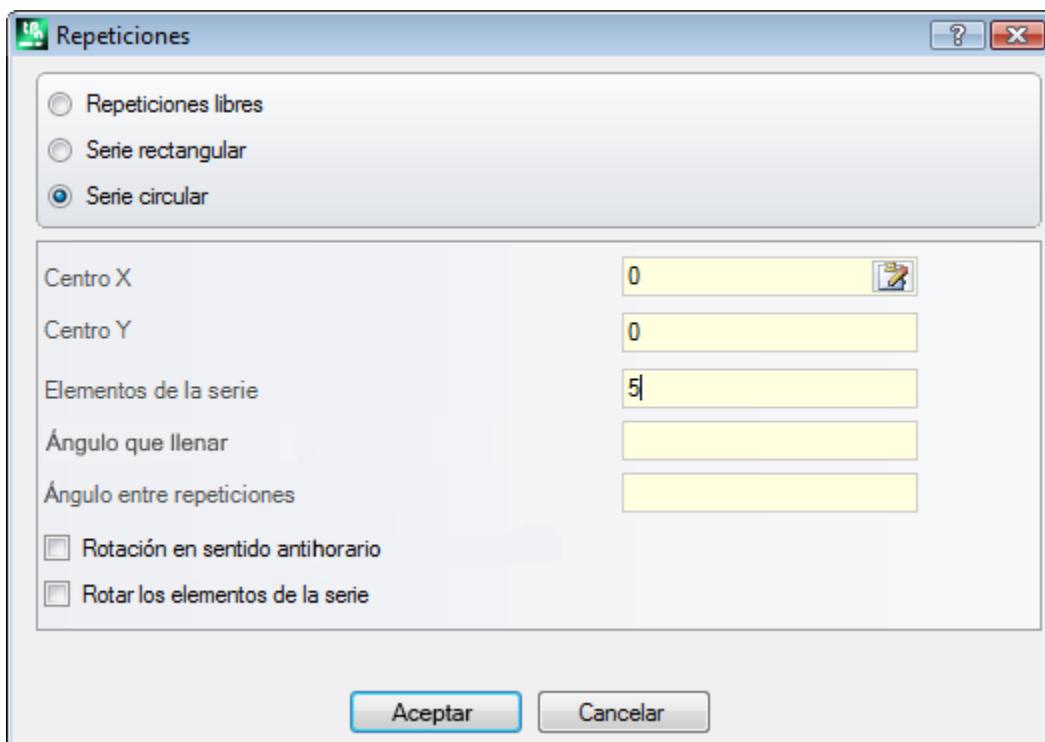 Repeticiones
Repeticiones libres
Serie rectangular
Serie circular
Centro X 0
Centro Y 0
Elementos de la serie 5
Ángulo que llenar
Ángulo entre repeticiones
Rotación en sentido antihorario
Rotar los elementos de la serie
Aceptar Cancelar